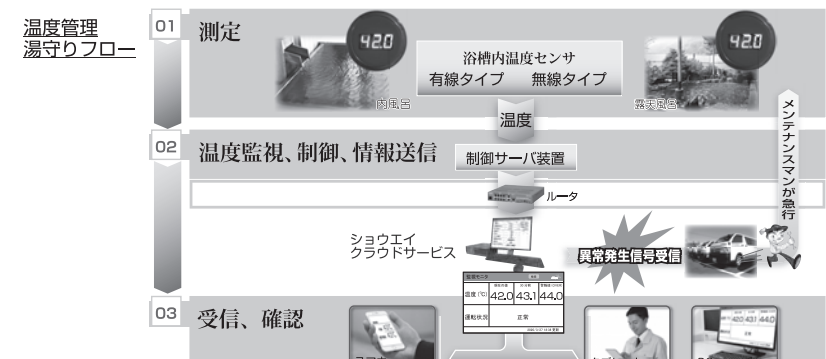 温度管理
湯守りフロー
01
測定
42.0
42.0
浴槽内温度センサ
有線タイプ 無線タイプ
内風呂
露天風呂
温度
02
温度監視、制御、情報送信
制御サーバ装置
ルータ
メンテナンスマンが急行
ショウエイ
クラウドサービス
異常発生信号受信
監視モニタ
温度(℃)
42.0 43.1 44.0
運転状況
正常
03
受信、確認